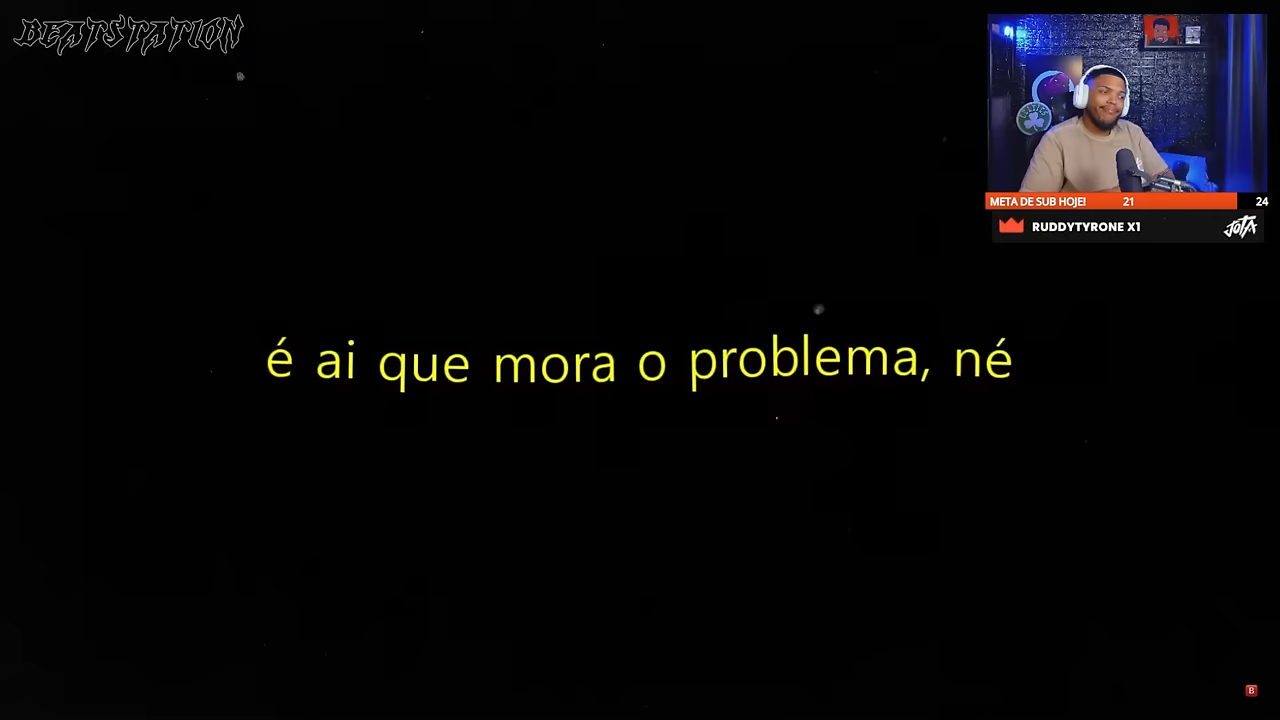 BEATSTATION
META DE SUB HOJE! 21 24
RUDDYTYRONE X1
JOTA
é ai que mora o problema, né
B